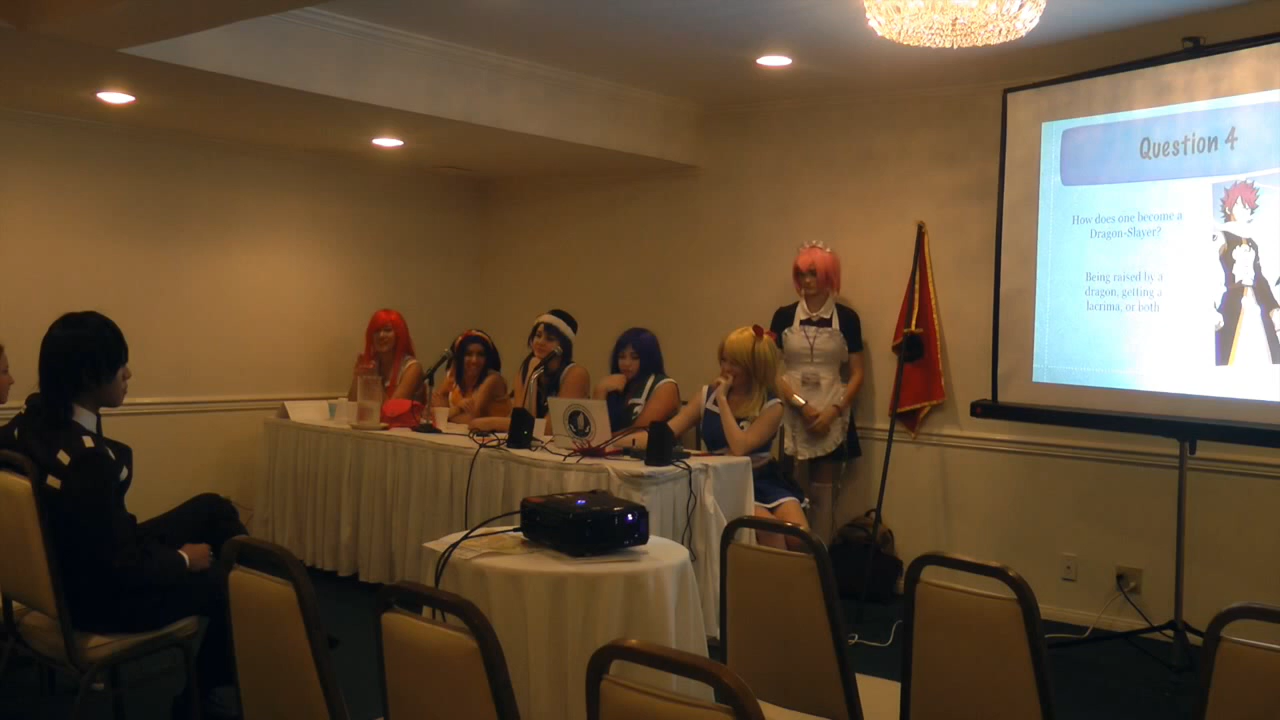 Question 4
How does one become a
Dragon-Slayer?
Being raised by a
dragon, getting a
lacrima, or both